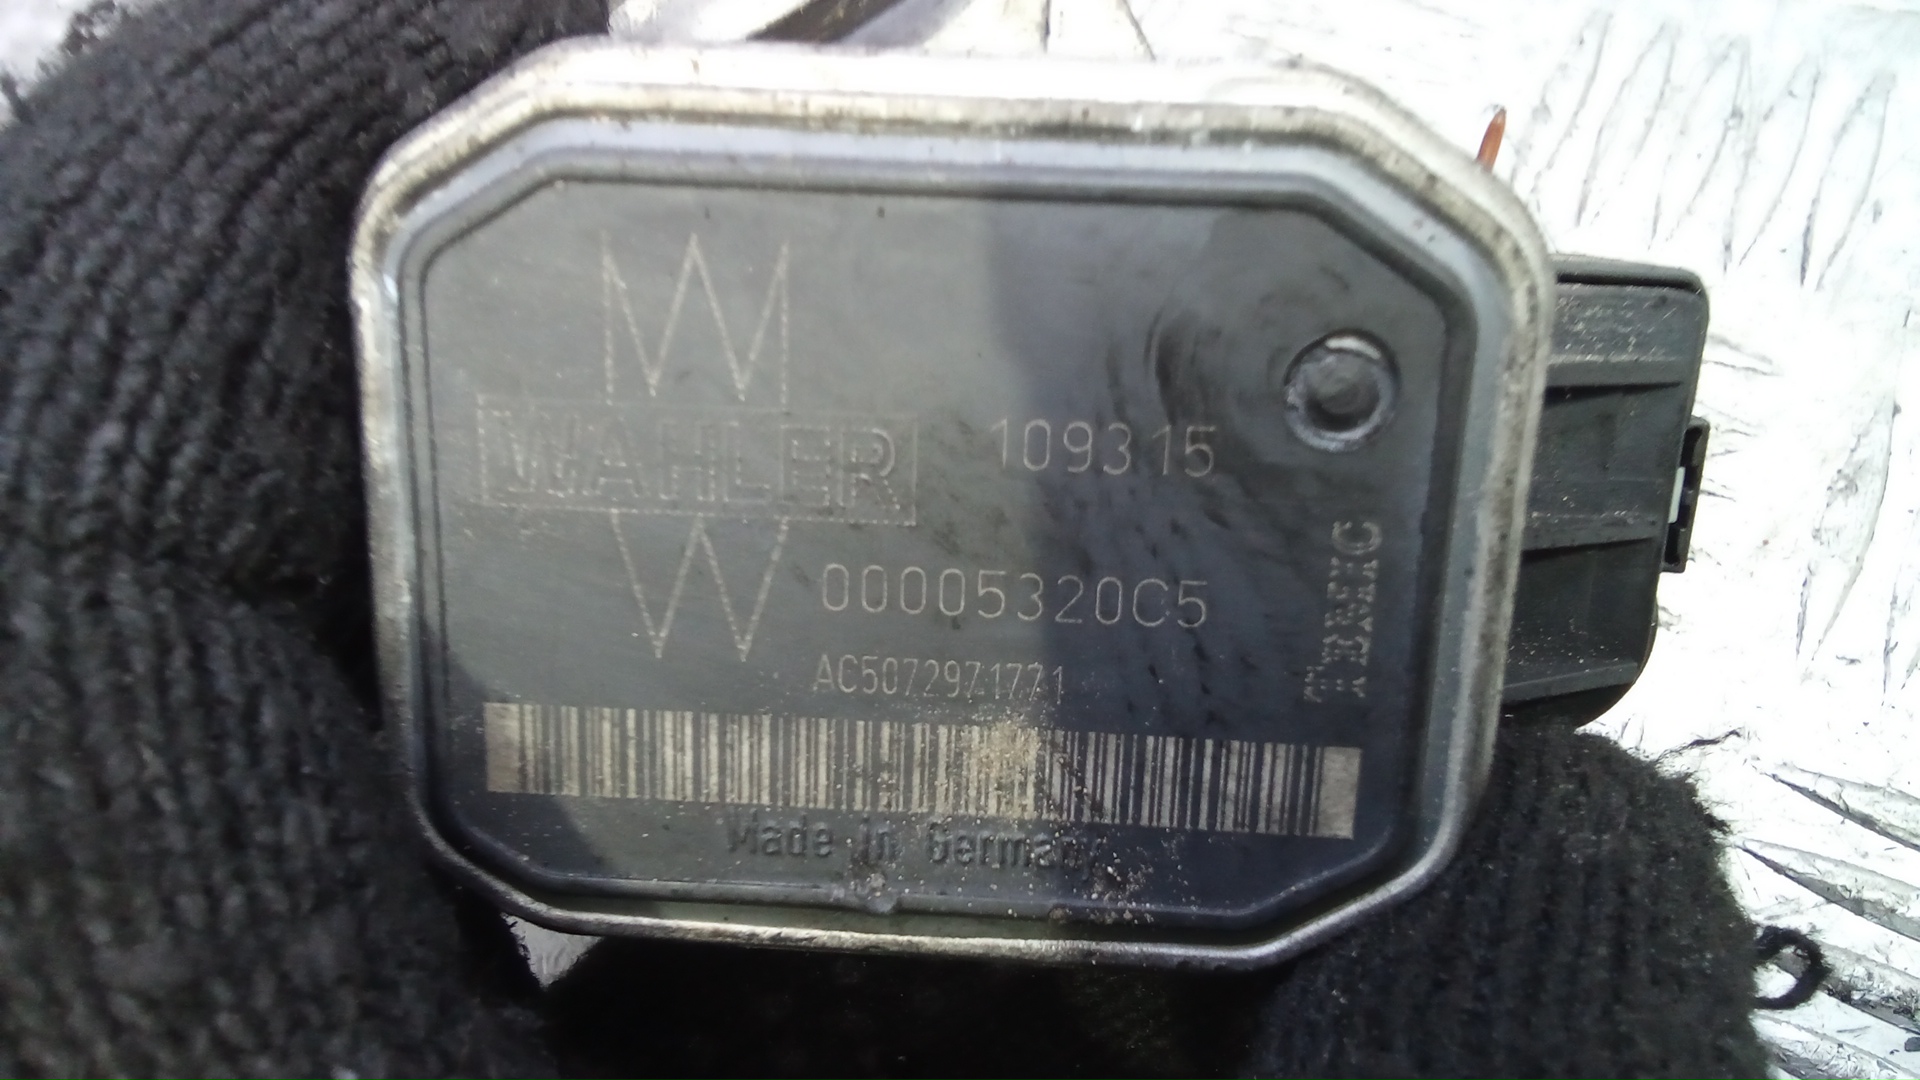 WAHLER
109315
00005320C5
AC5072971771
Made in Germany